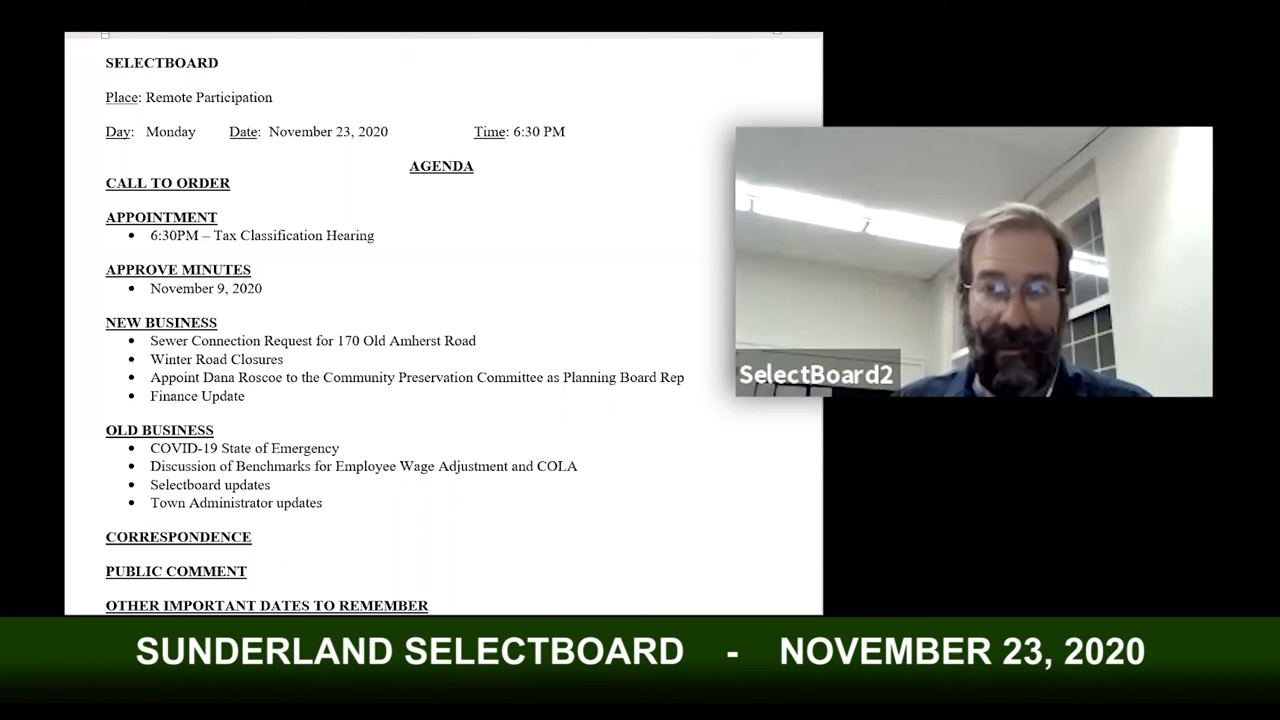 SELECTBOARD
Place: Remote Participation
Day: Monday Date: November 23, 2020 Time: 6:30 PM
AGENDA
CALL TO ORDER
APPOINTMENT
• 6:30PM – Tax Classification Hearing
APPROVE MINUTES
• November 9, 2020
NEW BUSINESS
• Sewer Connection Request for 170 Old Amherst Road
• Winter Road Closures
• Appoint Dana Roscoe to the Community Preservation Committee as Planning Board Rep
• Finance Update
OLD BUSINESS
• COVID-19 State of Emergency
• Discussion of Benchmarks for Employee Wage Adjustment and COLA
• Selectboard updates
• Town Administrator updates
CORRESPONDENCE
PUBLIC COMMENT
OTHER IMPORTANT DATES TO REMEMBER
SelectBoard2
SUNDERLAND SELECTBOARD - NOVEMBER 23, 2020